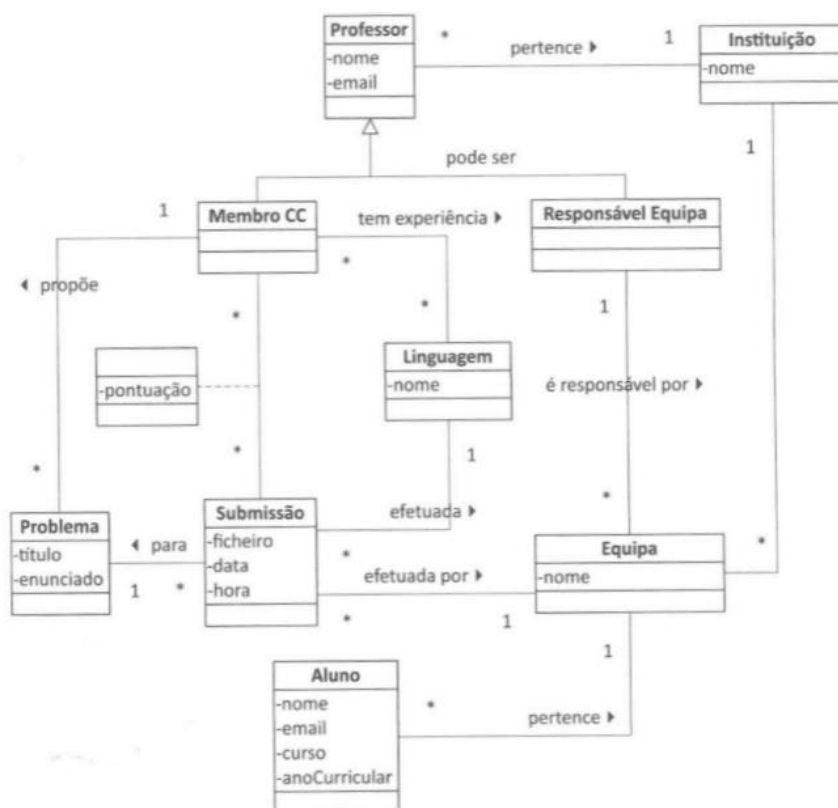 Professor
-nome
-email
*
pertence ▶
1
Instituição
-nome
1
pode ser
1
Membro CC
tem experiência ▶
Responsável Equipa
◀ propõe
*
*
*
1
Linguagem
-nome
-pontuação
é responsável por ▶
*
*
1
*
Problema
-título
-enunciado
◀ para
1
*
Submissão
-ficheiro
-data
-hora
efetuada ▶
*
efetuada por ▶
*
1
Equipa
-nome
*
1
Aluno
-nome
-email
-curso
-anoCurricular
*
pertence ▶